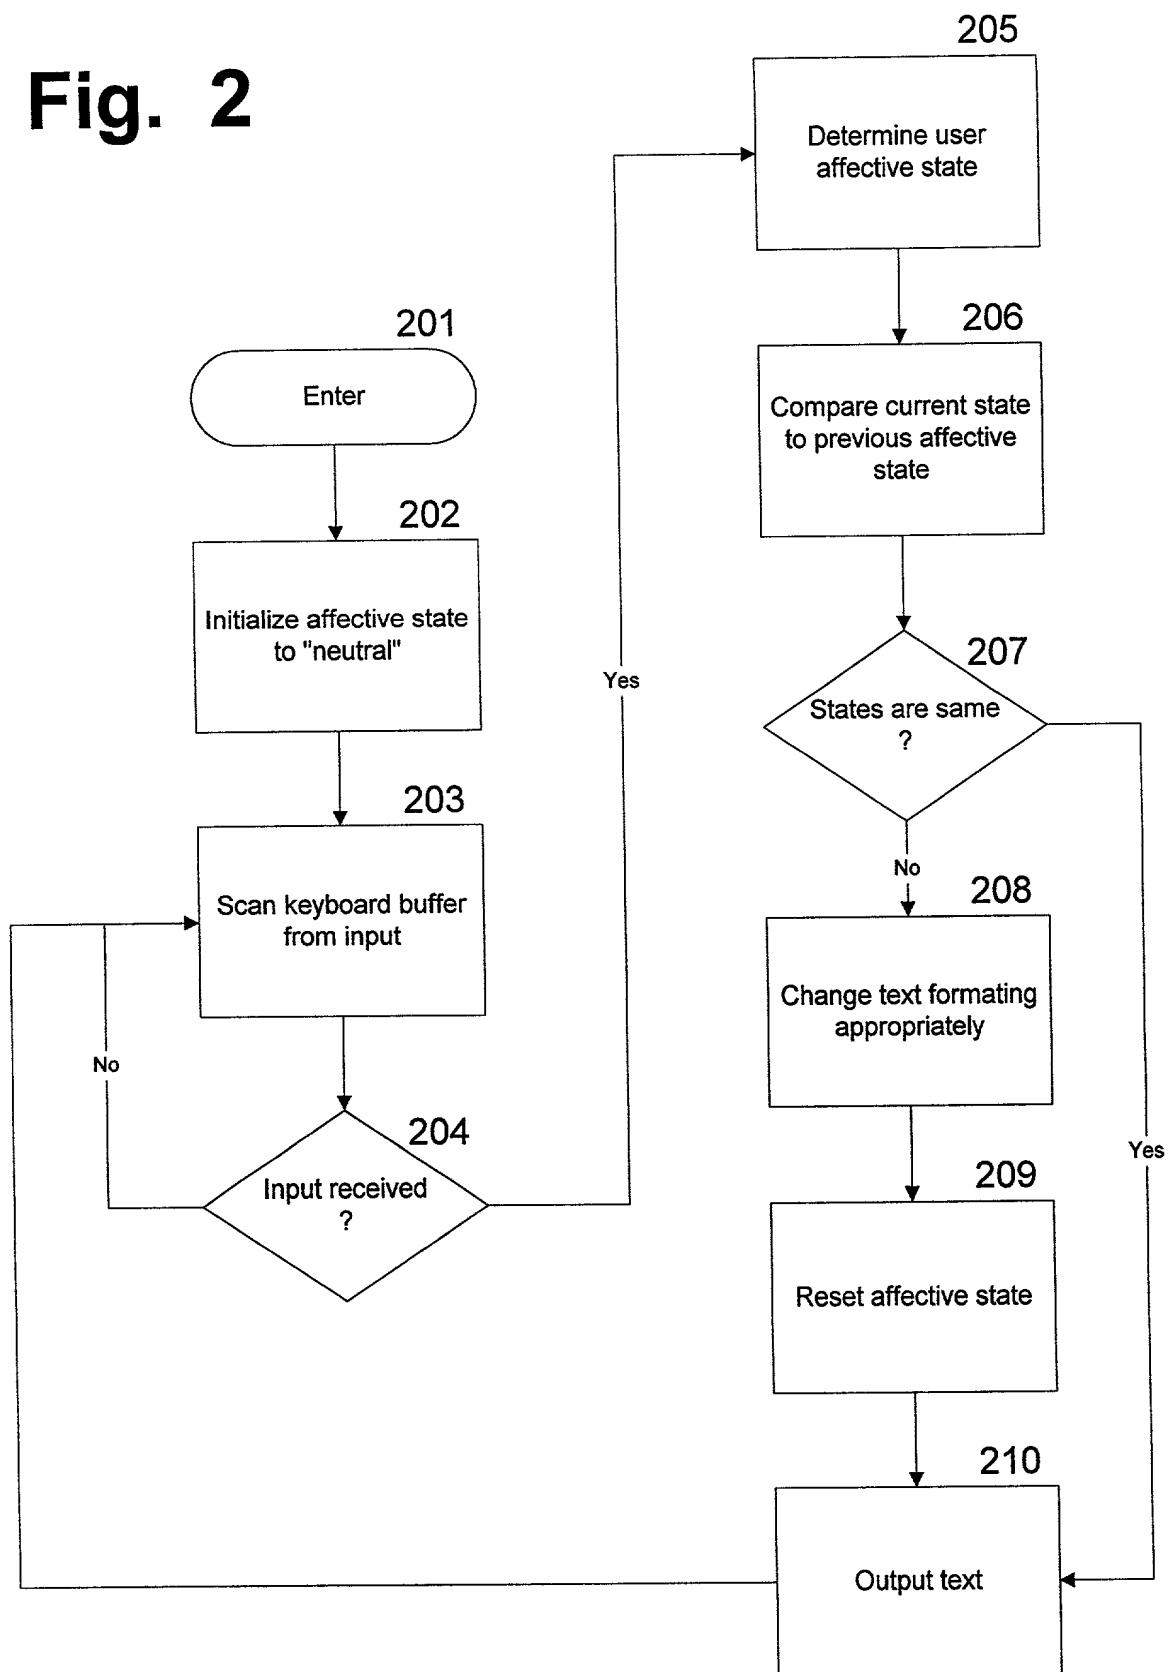 Fig. 2
201
Enter
202
Initialize affective state
to "neutral"
203
Scan keyboard buffer
from input
No
204
Input received
?
Yes
205
Determine user
affective state
206
Compare current state
to previous affective
state
207
States are same
?
No
208
Change text formating
appropriately
Yes
209
Reset affective state
210
Output text